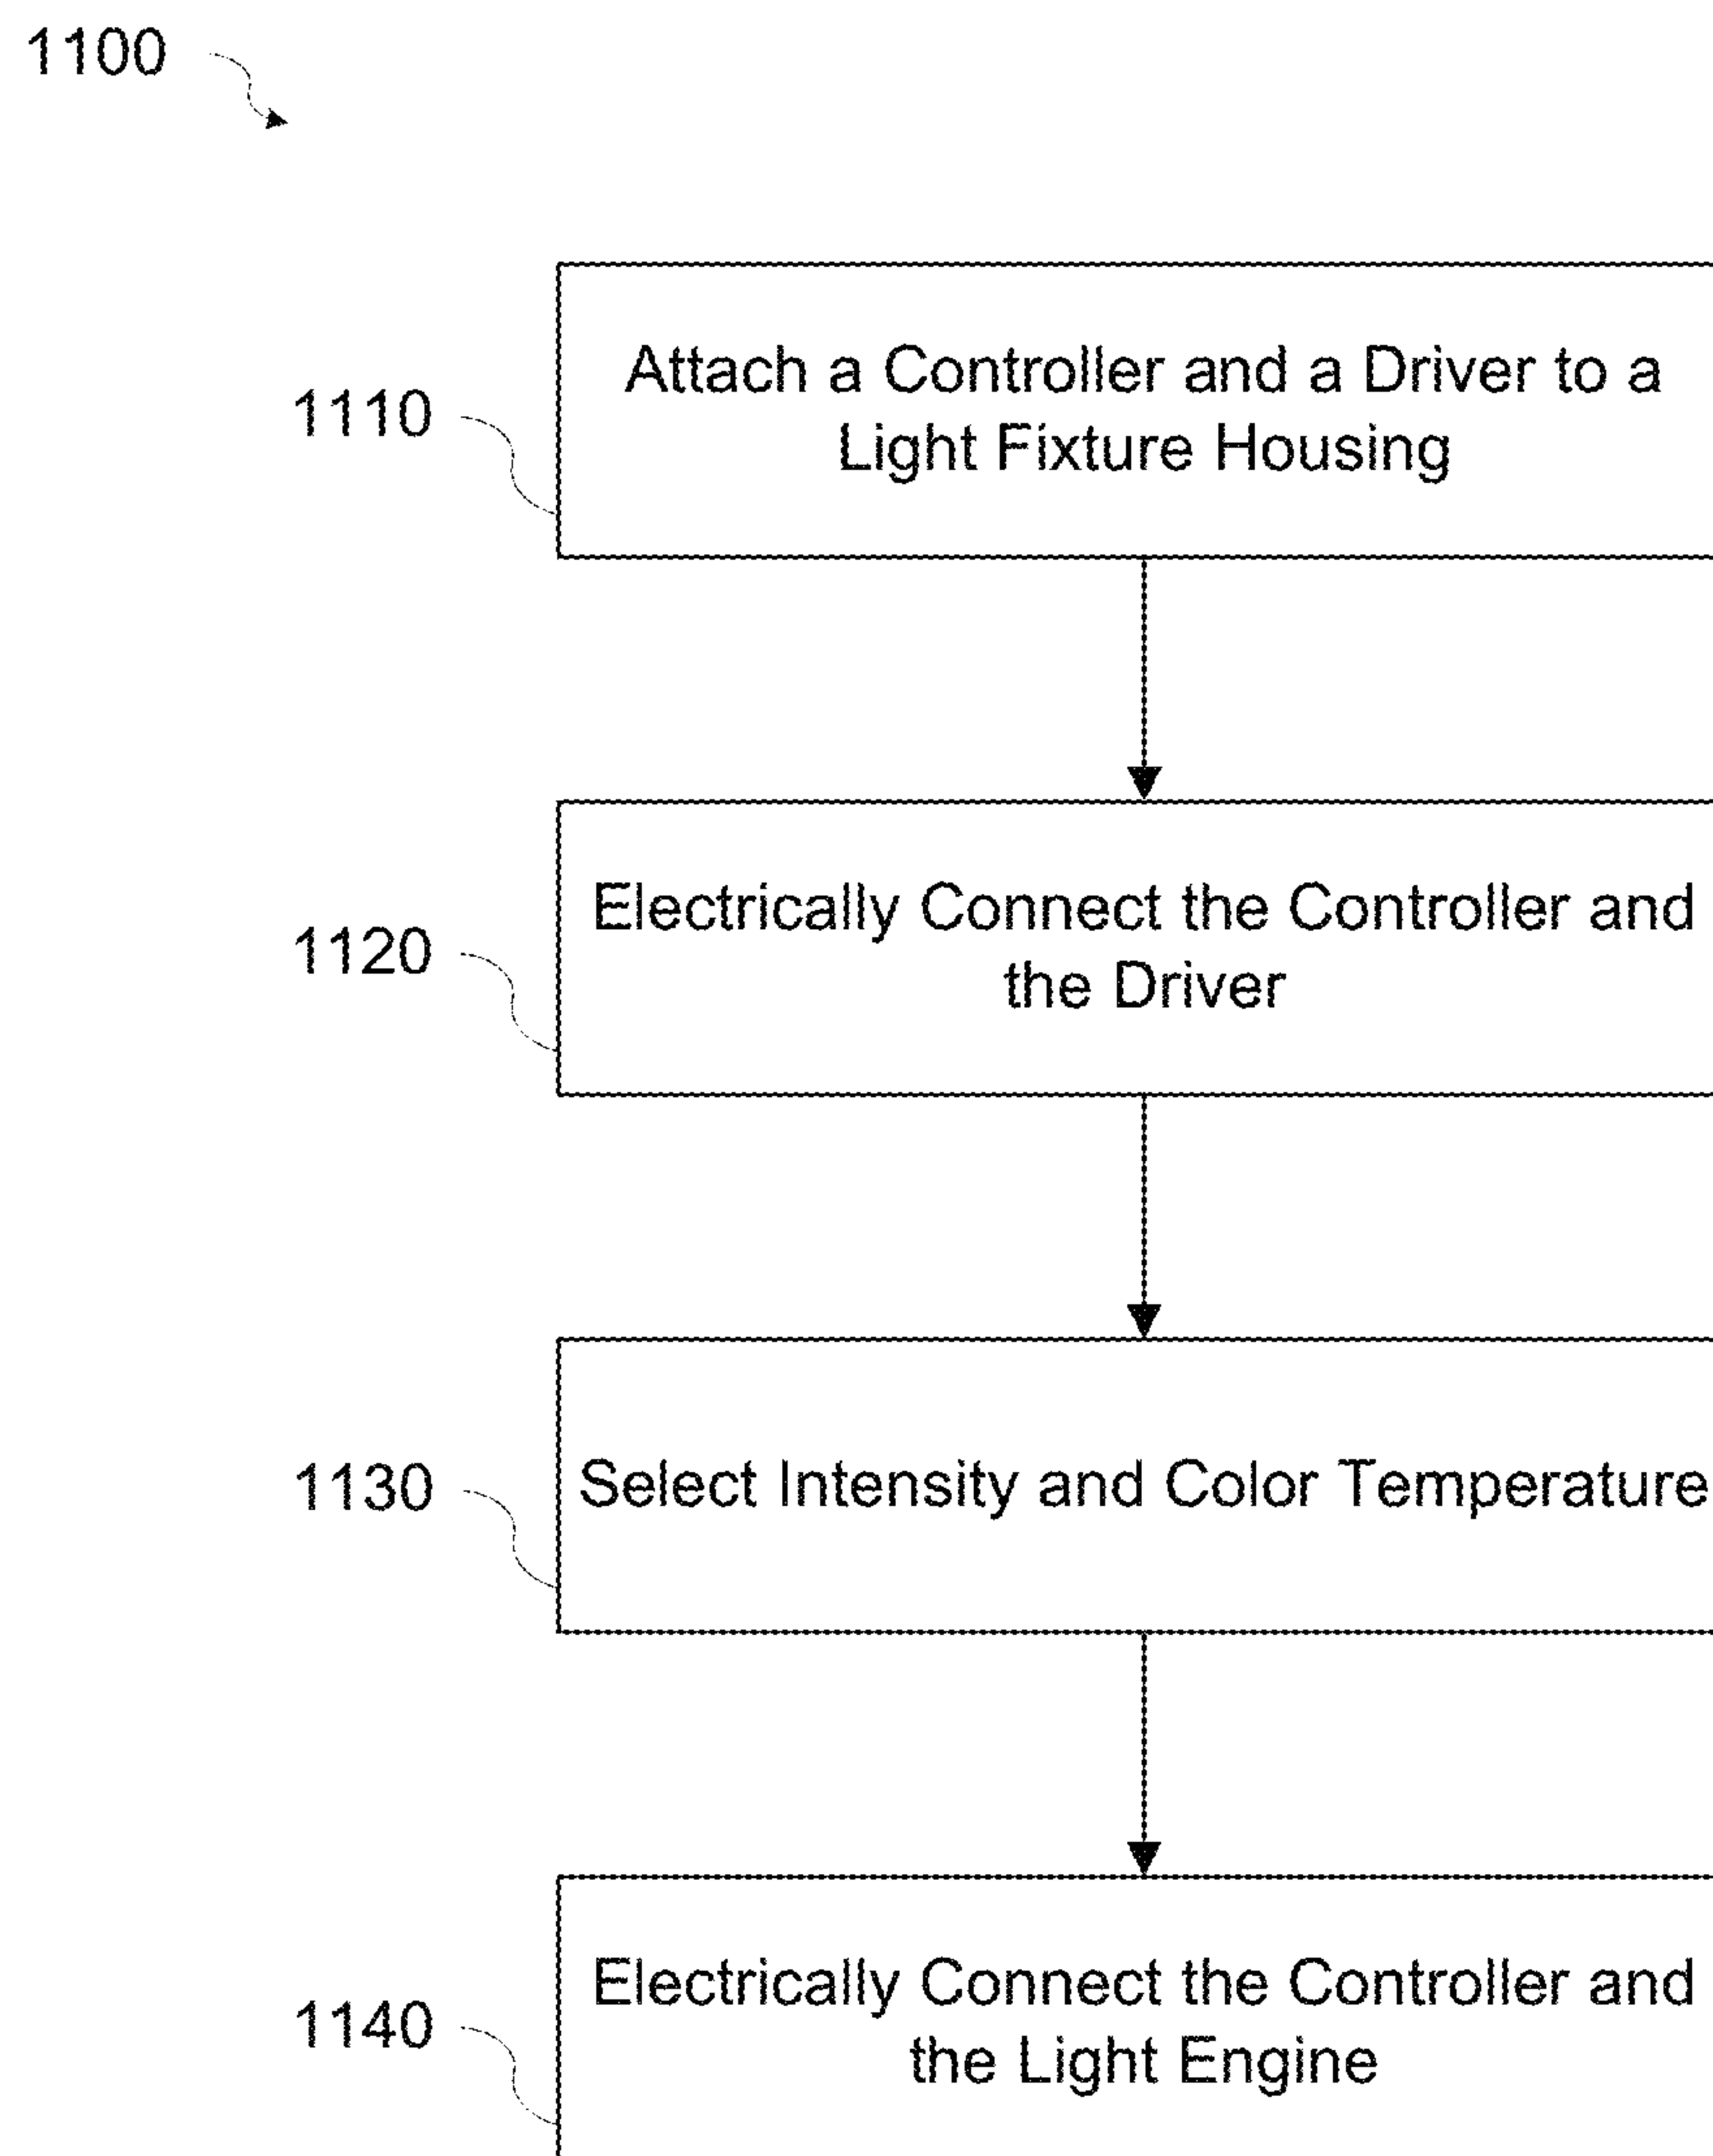 1100
1110
Attach a Controller and a Driver to a
Light Fixture Housing
1120
Electrically Connect the Controller and
the Driver
1130
Select Intensity and Color Temperature
1140
Electrically Connect the Controller and
the Light Engine